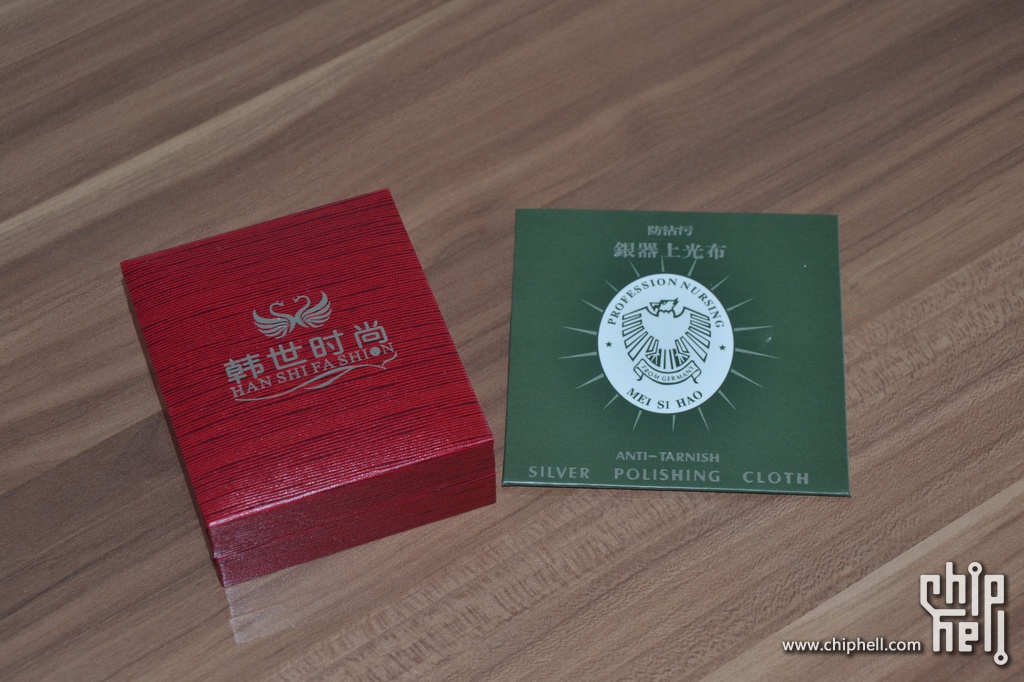 韩世时尚
HAN SHI FASHION
防沾污
銀器上光布
PROFESSION NURSING
FROM GERMANY
MEI SI HAO
ANTI-TARNISH
SILVER POLISHING CLOTH
chip
hell
www.chiphell.com